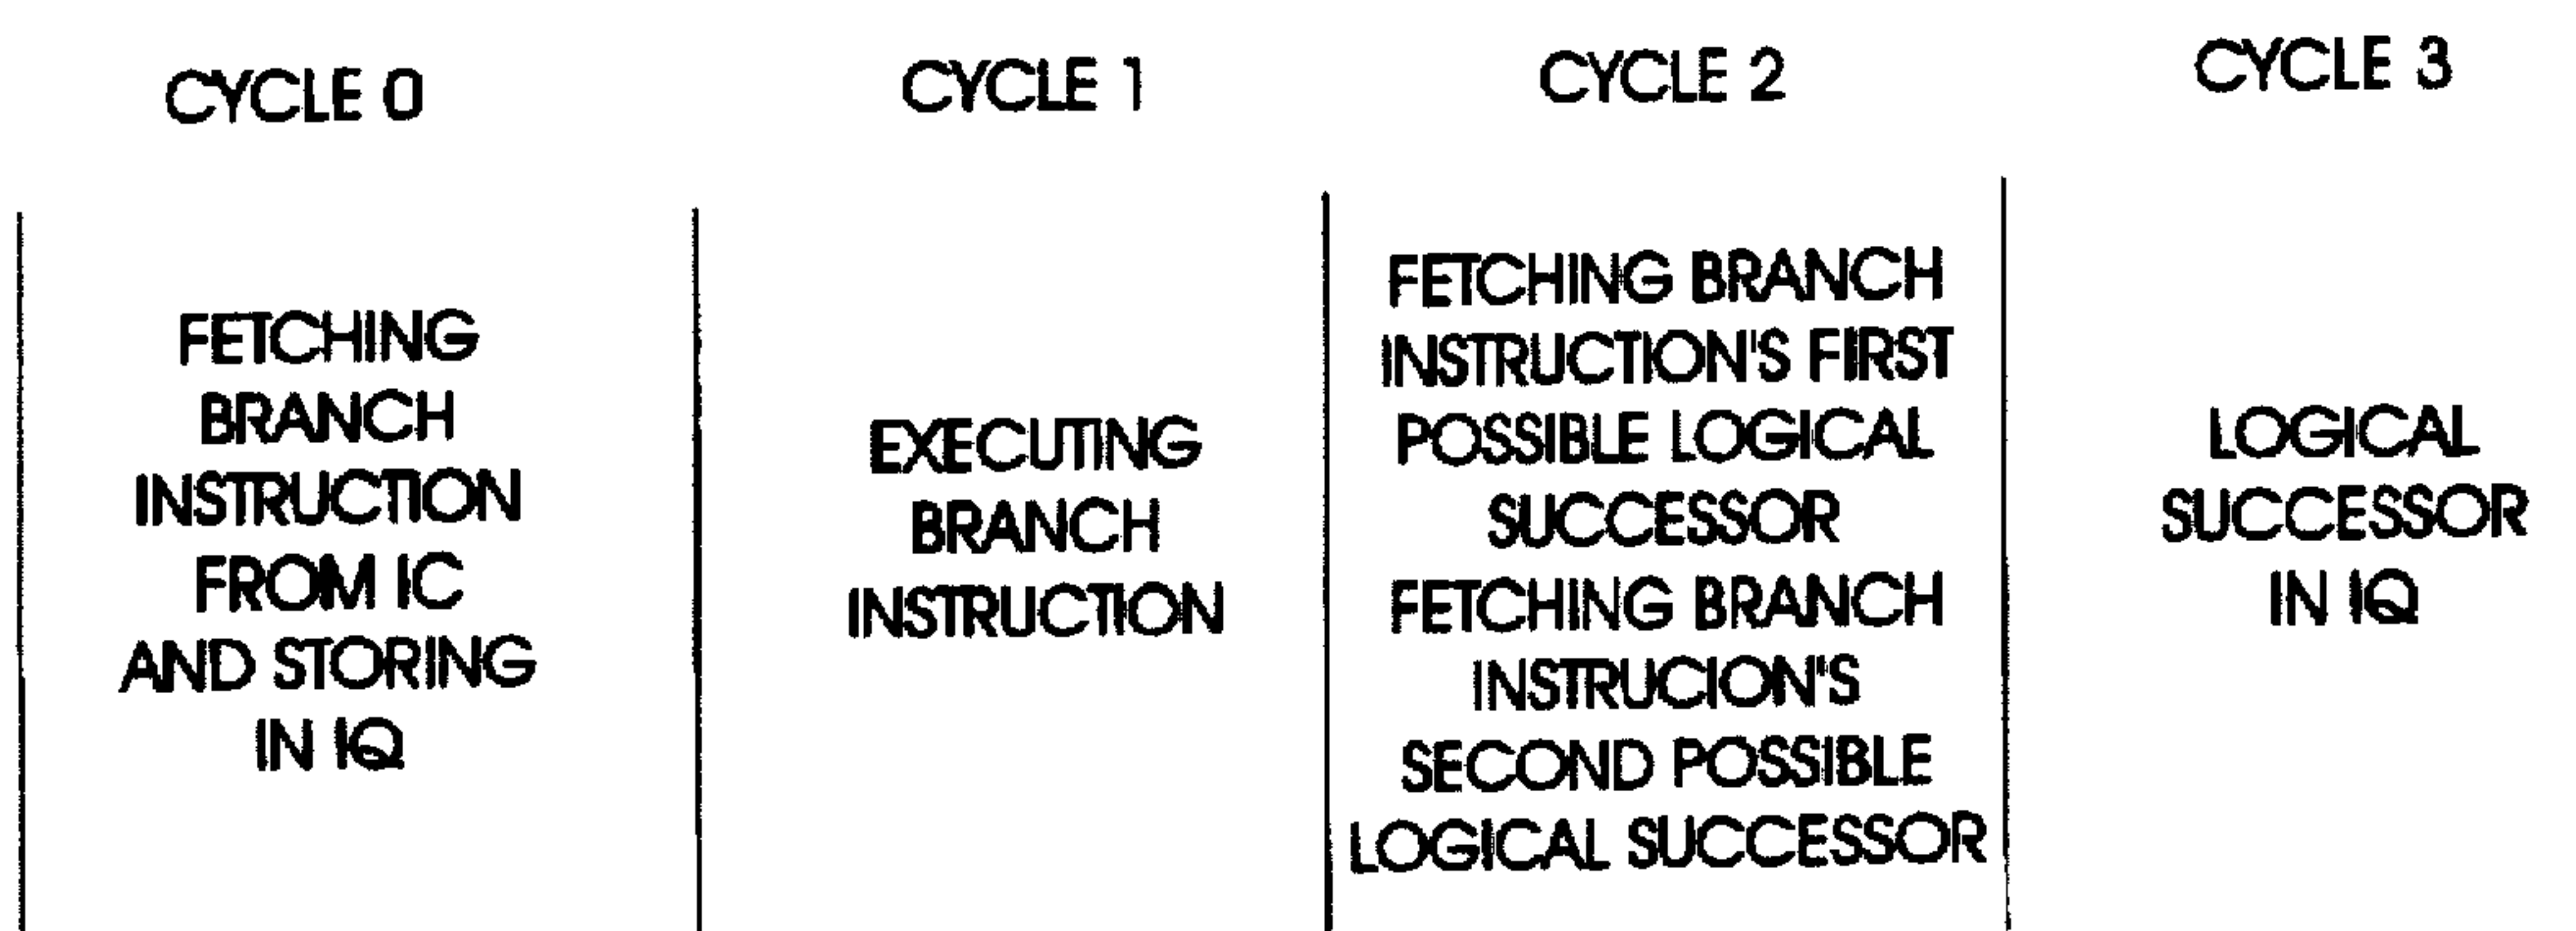 CYCLE 0
CYCLE 1
CYCLE 2
CYCLE 3
FETCHING
BRANCH
INSTRUCTION
FROM IC
AND STORING
IN IQ
EXECUTING
BRANCH
INSTRUCTION
FETCHING BRANCH
INSTRUCTION'S FIRST
POSSIBLE LOGICAL
SUCCESSOR
FETCHING BRANCH
INSTRUCION'S
SECOND POSSIBLE
LOGICAL SUCCESSOR
LOGICAL
SUCCESSOR
IN IQ